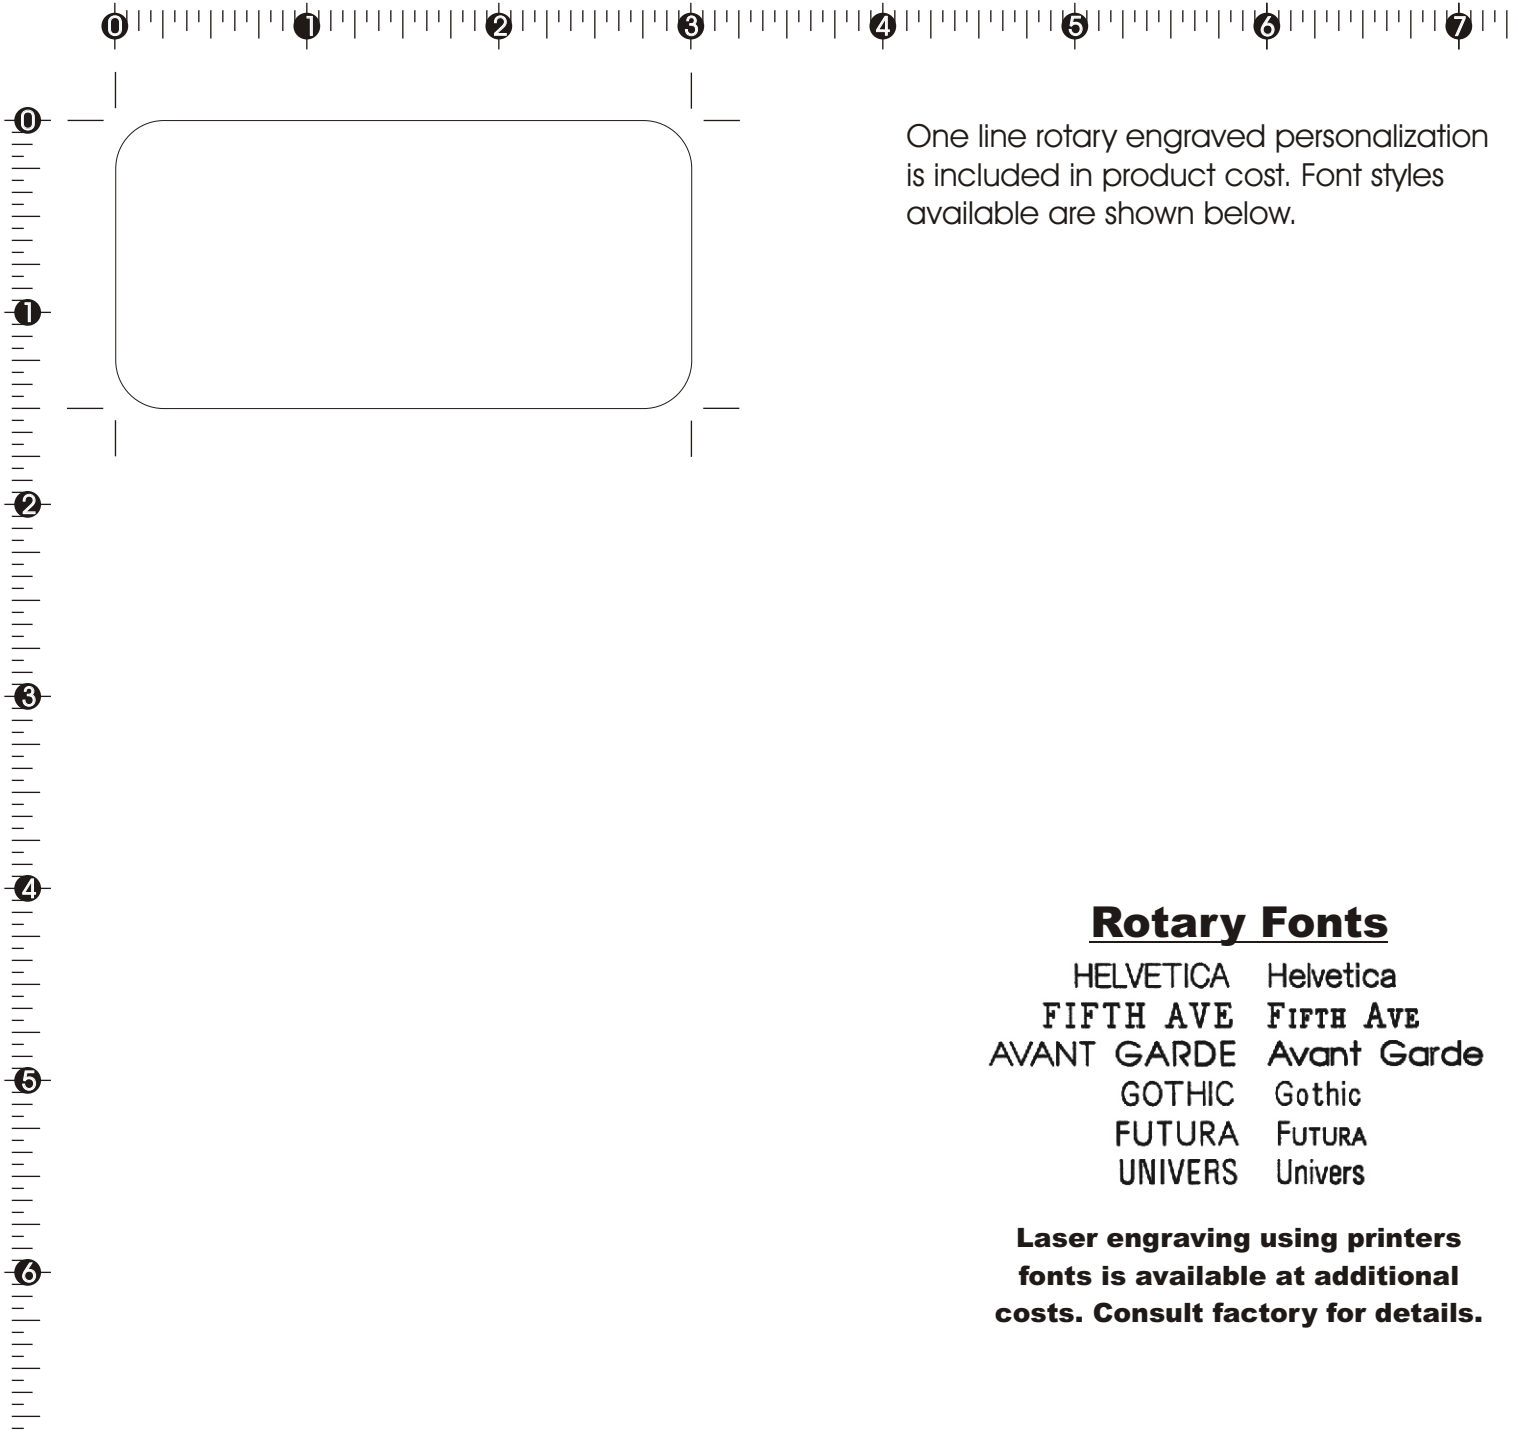 0 1 2 3 4 5 6 7
0
1
2
3
4
5
6
One line rotary engraved personalization
is included in product cost. Font styles
available are shown below.
Rotary Fonts
HELVETICA Helvetica
FIFTH AVE FIFTH AVE
AVANT GARDE Avant Garde
GOTHIC Gothic
FUTURA FUTURA
UNIVERS Univers
Laser engraving using printers
fonts is available at additional
costs. Consult factory for details.